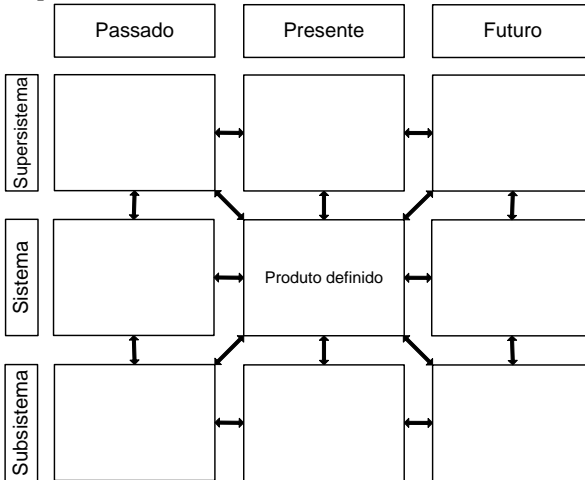 Passado
Presente
Futuro
Supersistema
Sistema
Produto definido
Subsistema